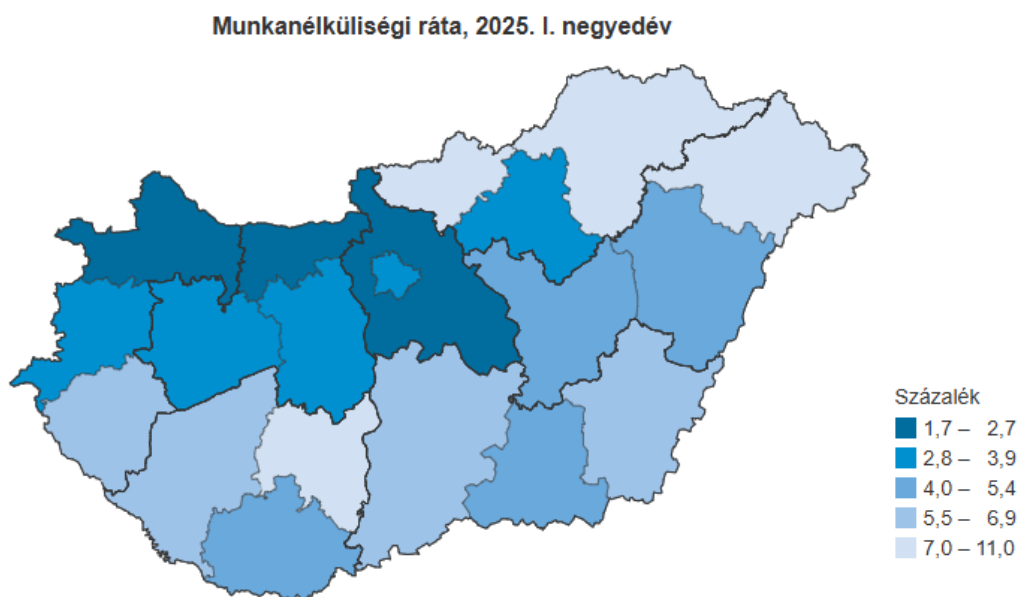 Munkanélküliségi ráta, 2025. I. negyedév
Százalék
1,7 – 2,7
2,8 – 3,9
4,0 – 5,4
5,5 – 6,9
7,0 – 11,0